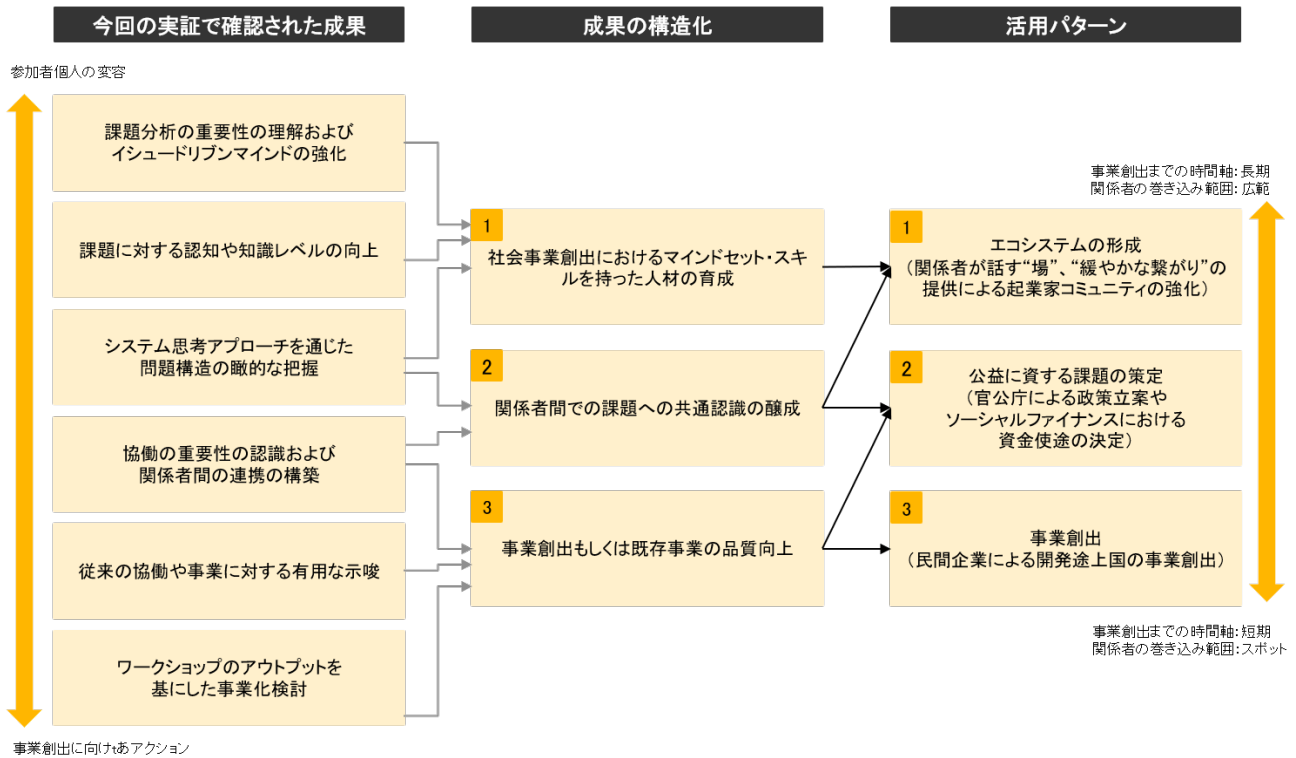 今回の実証で確認された成果
成果の構造化
活用パターン
参加者個人の変容
課題分析の重要性の理解および
イシュードリブンマインドの強化
課題に対する認知や知識レベルの向上
システム思考アプローチを通じた
問題構造の瞰的な把握
協働の重要性の認識および
関係者間の連携の構築
従来の協働や事業に対する有用な示唆
ワークショップのアウトプットを
基にした事業化検討
事業創出に向けtあアクション
1
社会事業創出におけるマインドセット・スキ
ルを持った人材の育成
2
関係者間での課題への共通認識の醸成
3
事業創出もしくは既存事業の品質向上
事業創出までの時間軸：長期
関係者の巻き込み範囲：広範
1
エコシステムの形成
（関係者が話す“場”、“緩やかな繋がり”の
提供による起業家コミュニティの強化）
2
公益に資する課題の策定
（官公庁による政策立案や
ソーシャルファイナンスにおける
資金使途の決定）
3
事業創出
（民間企業による開発途上国の事業創出）
事業創出までの時間軸：短期
関係者の巻き込み範囲：スポット